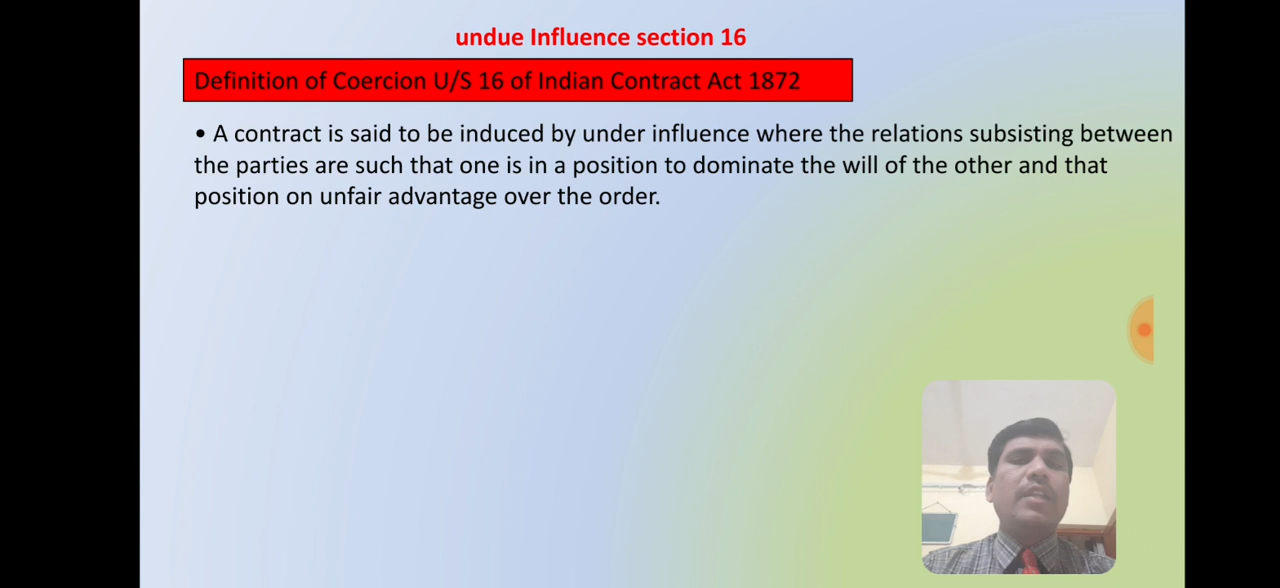 undue Influence section 16
Definition of Coercion U/S 16 of Indian Contract Act 1872
• A contract is said to be induced by under influence where the relations subsisting between
the parties are such that one is in a position to dominate the will of the other and that
position on unfair advantage over the order.